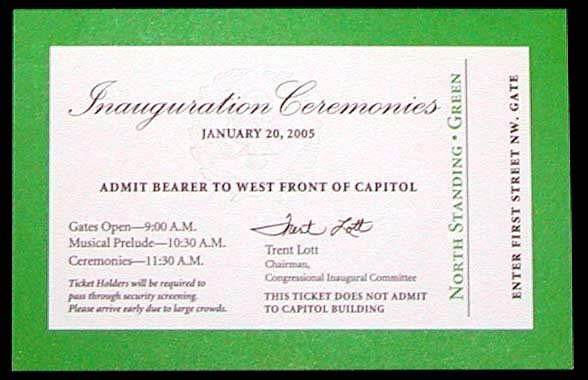 Inauguration Ceremonies
JANUARY 20, 2005
ADMIT BEARER TO WEST FRONT OF CAPITOL
Gates Open—9:00 A.M.
Musical Prelude—10:30 A.M.
Ceremonies—11:30 A.M.
Ticket Holders will be required to
pass through security screening.
Please arrive early due to large crowds.
Trent Lott
Trent Lott
Chairman,
Congressional Inaugural Committee
THIS TICKET DOES NOT ADMIT
TO CAPITOL BUILDING
NORTH STANDING • GREEN
ENTER FIRST STREET NW. GATE